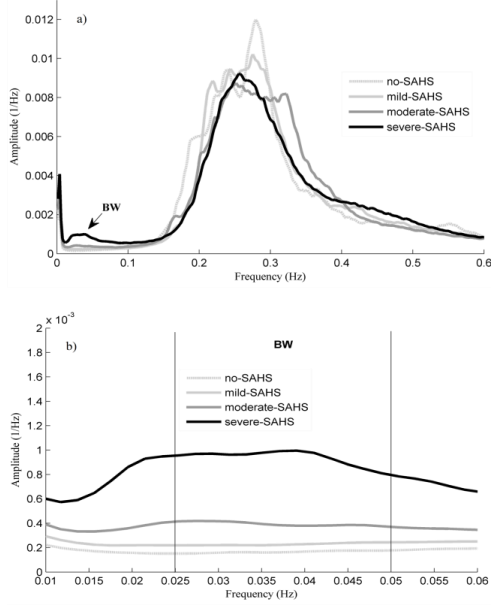 0.012
a)
0.01
no-SAHS
0.008
mild-SAHS
moderate-SAHS
severe-SAHS
0.006
Amplitude (1/Hz)
0.004
BW
0.002
0
0 0.1 0.2 0.3 0.4 0.5 0.6
Frequency (Hz)
x 10⁻³
2
b)
BW
1.8
1.6
no-SAHS
mild-SAHS
1.4
moderate-SAHS
1.2
severe-SAHS
Amplitude (1/Hz)
1
0.8
0.6
0.4
0.2
0
0.01 0.015 0.02 0.025 0.03 0.035 0.04 0.045 0.05 0.055 0.06
Frequency (Hz)